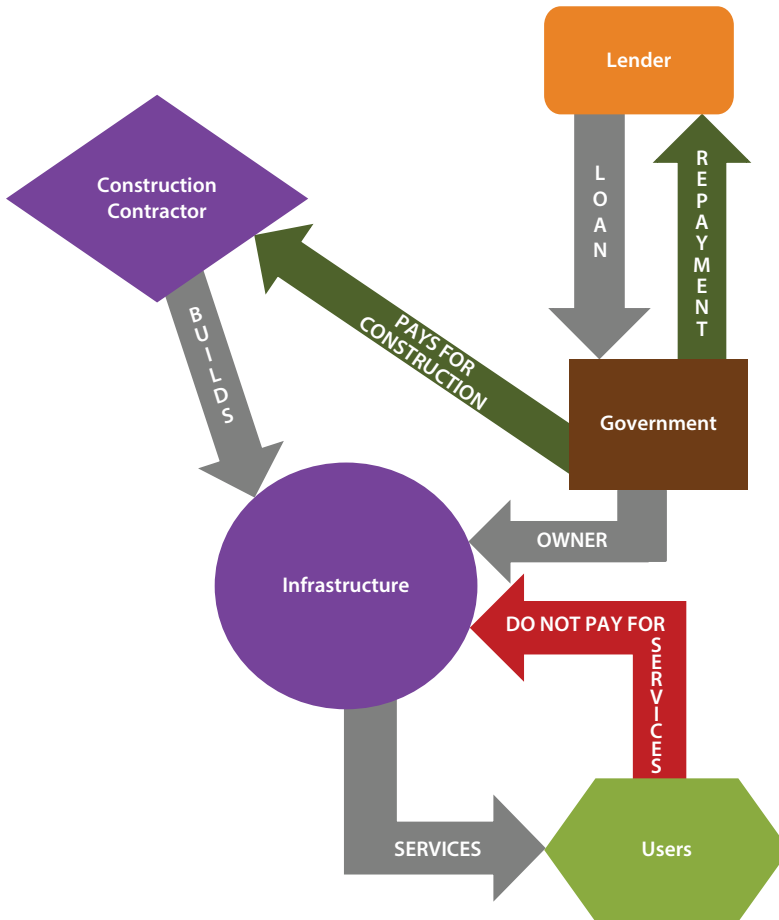 Lender
LOAN
REPAYMENT
Construction
Contractor
BUILDS
PAYS FOR
CONSTRUCTION
Government
OWNER
Infrastructure
DO NOT PAY FOR
SERVICES
SERVICES
Users